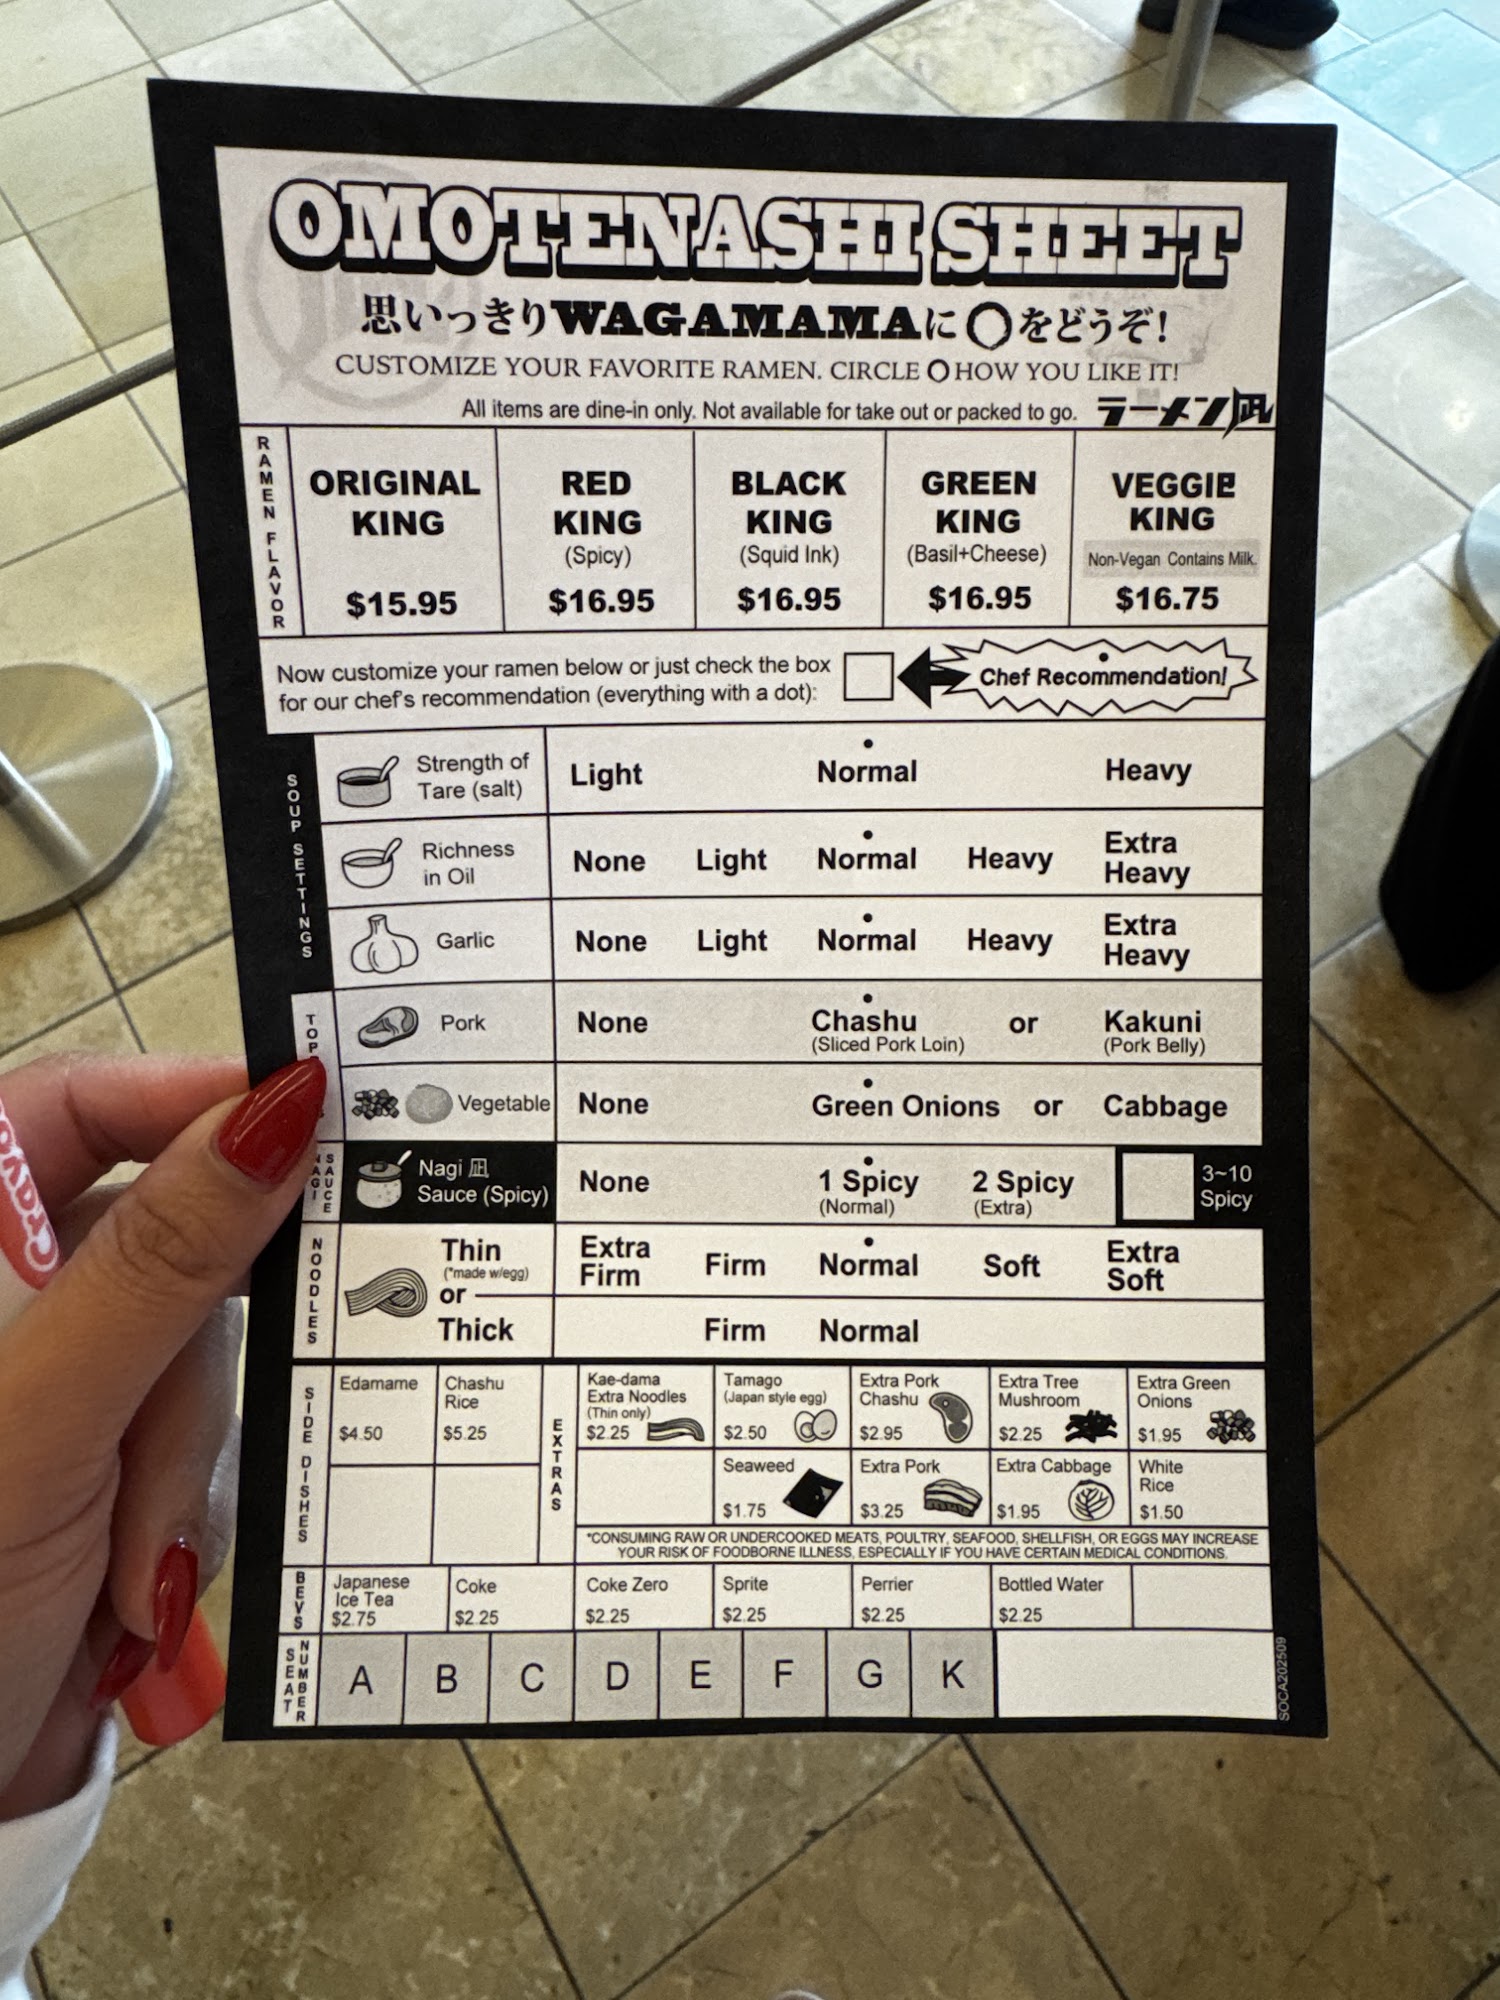 OMOTENASHI SHEET
思いっきりWAGAMAMAに◯をどうぞ!
CUSTOMIZE YOUR FAVORITE RAMEN. CIRCLE O HOW YOU LIKE IT!
All items are dine-in only. Not available for take out or packed to go.
ラーメン凪
RAMEN FLAVOR
ORIGINAL KING
$15.95
RED KING
(Spicy)
$16.95
BLACK KING
(Squid Ink)
$16.95
GREEN KING
(Basil+Cheese)
$16.95
VEGGIE KING
Non-Vegan Contains Milk.
$16.75
Now customize your ramen below or just check the box
for our chef's recommendation (everything with a dot):
Chef Recommendation!
SOUP SETTINGS
Strength of
Tare (salt)
Light Normal Heavy
Richness
in Oil
None Light Normal Heavy Extra Heavy
Garlic
None Light Normal Heavy Extra Heavy
Pork
None Chashu or Kakuni
(Sliced Pork Loin) (Pork Belly)
Vegetable
None Green Onions or Cabbage
NAGI SAUCE
Nagi 凪
Sauce (Spicy)
None 1 Spicy 2 Spicy
(Normal) (Extra)
3~10
Spicy
NOODLES
Thin
(*made w/egg)
or
Thick
Extra Firm Firm Normal Soft Extra Soft
Firm Normal
SIDE DISHES
Edamame
$4.50
Chashu
Rice
$5.25
EXTRAS
Kae-dama
Extra Noodles
(Thin only)
$2.25
Tamago
(Japan style egg)
$2.50
Extra Pork
Chashu
$2.95
Extra Tree
Mushroom
$2.25
Extra Green
Onions
$1.95
Seaweed
$1.75
Extra Pork
$3.25
Extra Cabbage
$1.95
White
Rice
$1.50
*CONSUMING RAW OR UNDERCOOKED MEATS, POULTRY, SEAFOOD, SHELLFISH, OR EGGS MAY INCREASE
YOUR RISK OF FOODBORNE ILLNESS, ESPECIALLY IF YOU HAVE CERTAIN MEDICAL CONDITIONS.
BEVS
Japanese
Ice Tea
$2.75
Coke
$2.25
Coke Zero
$2.25
Sprite
$2.25
Perrier
$2.25
Bottled Water
$2.25
SEAT NUMBER
A B C D E F G K
SOCA202509
Crayola